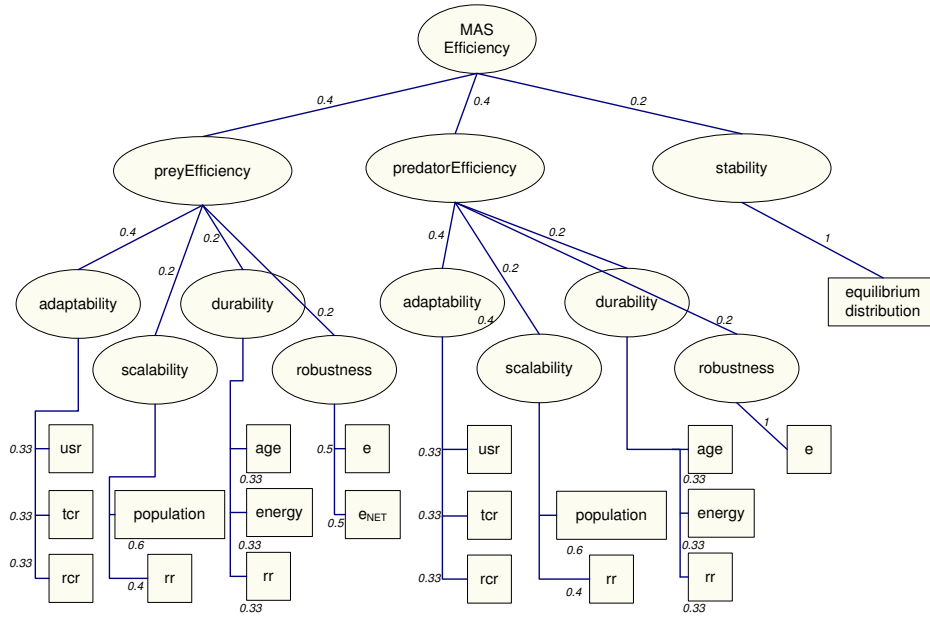 MAS
Efficiency
0.4
0.4
0.2
preyEfficiency
predatorEfficiency
stability
0.4
0.2
0.2
0.2
0.4
0.2
0.2
0.2
1
adaptability
durability
adaptability
0.4
durability
equilibrium
distribution
scalability
robustness
scalability
robustness
0.33
usr
age
0.33
0.5
e
0.33
usr
age
0.33
1
e
0.33
tcr
population
0.6
energy
0.33
0.5
eNET
0.33
tcr
population
0.6
energy
0.33
0.33
rcr
0.4
rr
rr
0.33
0.33
rcr
0.4
rr
rr
0.33